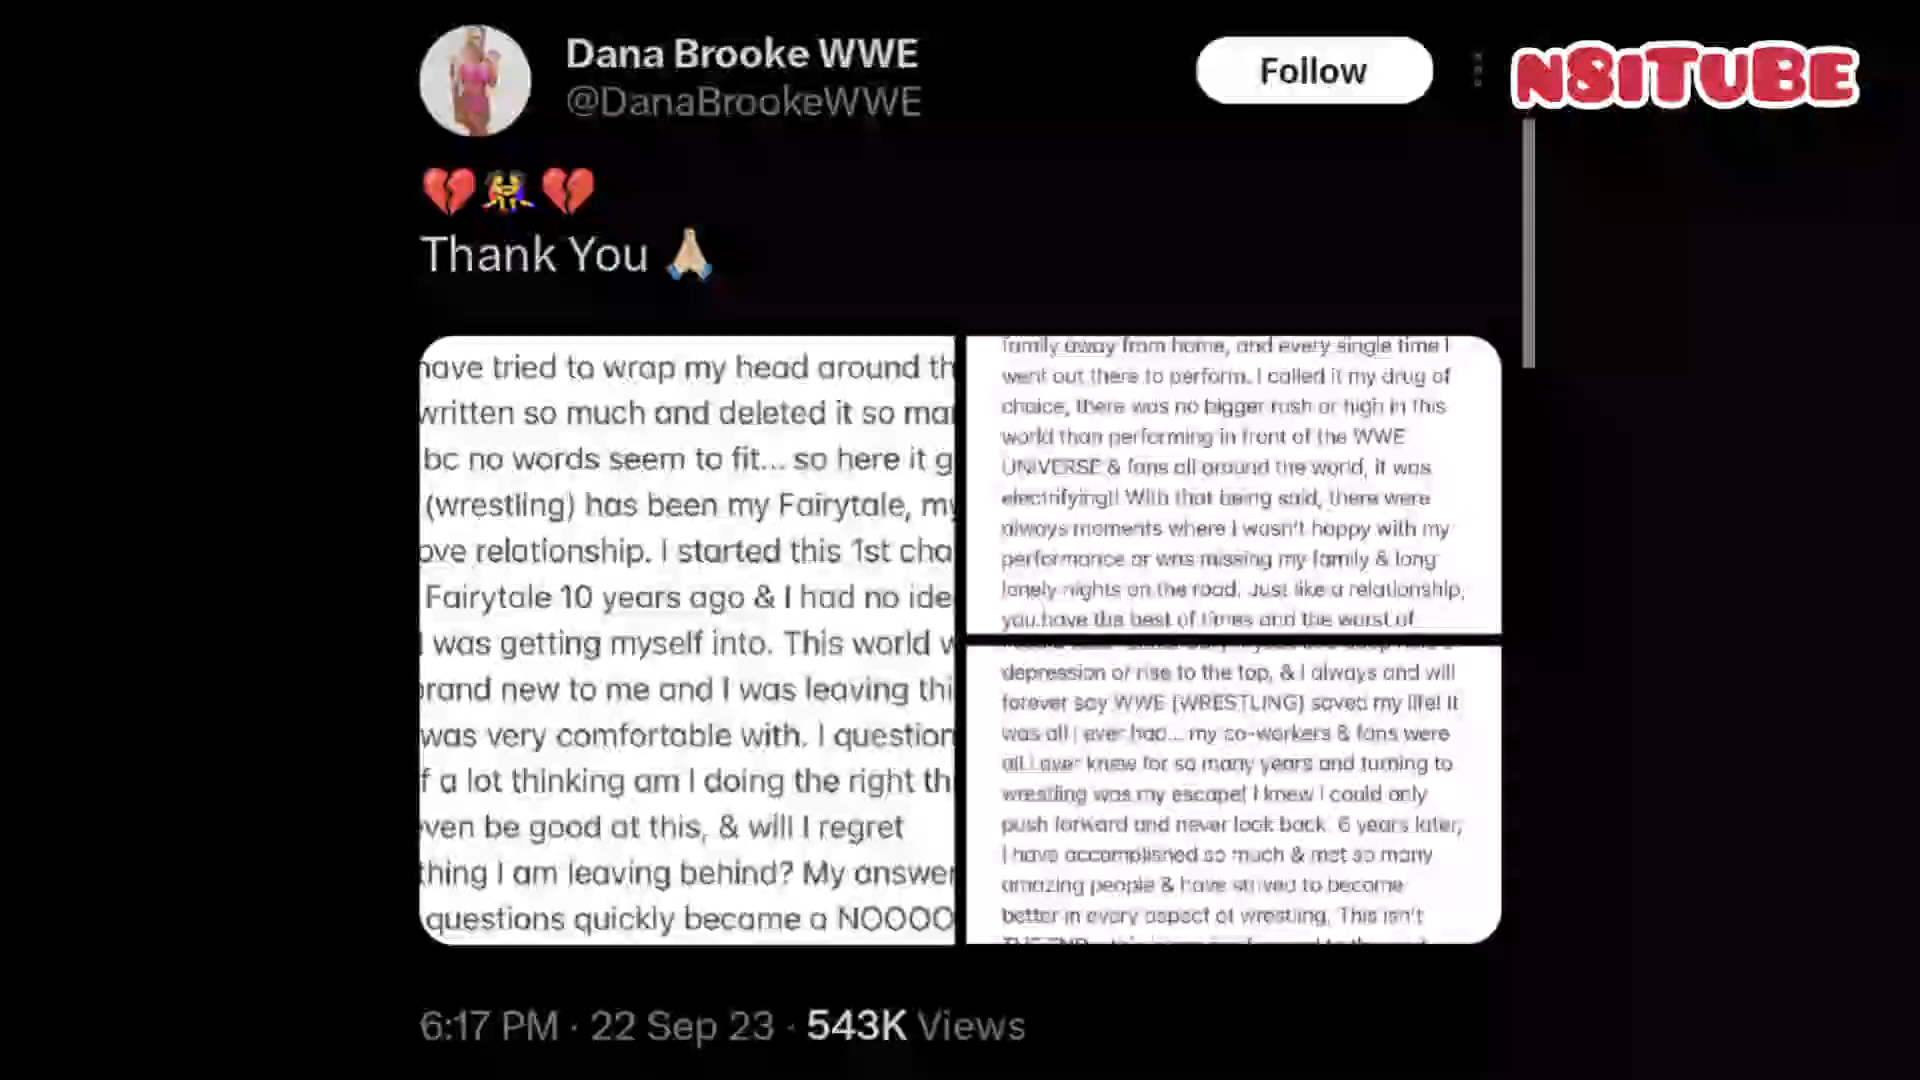 Dana Brooke WWE
@DanaBrookeWWE
Follow
N8iTUBE
💔🤼‍♀️💔
Thank You 🙏🏼
have tried to wrap my head around th
written so much and deleted it so ma
bc no words seem to fit... so here it g
(wrestling) has been my Fairytale, my
ove relationship. I started this 1st cha
Fairytale 10 years ago & I had no ide
I was getting myself into. This world w
brand new to me and I was leaving thi
was very comfortable with. I question
f a lot thinking am I doing the right th
ven be good at this, & will I regret
thing I am leaving behind? My answer
questions quickly became a NOOOO
family away from home, and every single time I
went out there to perform. I called it my drug of
choice, there was no bigger rush or high in this
world than performing in front of the WWE
UNIVERSE & fans all around the world, it was
electrifying!! With that being said, there were
always moments where I wasn't happy with my
performance or was missing my family & long
lonely nights on the road. Just like a relationship,
you have the best of times and the worst of
depression or rise to the top, & I always and will
forever say WWE (WRESTLING) saved my life! It
was all I ever had... my co-workers & fans were
all I ever knew for so many years and turning to
wrestling was my escape! I knew I could only
push forward and never look back. 6 years later,
I have accomplished so much & met so many
amazing people & have strived to become
better in every aspect of wrestling. This isn't
THE END
6:17 PM · 22 Sep 23 · 543K Views